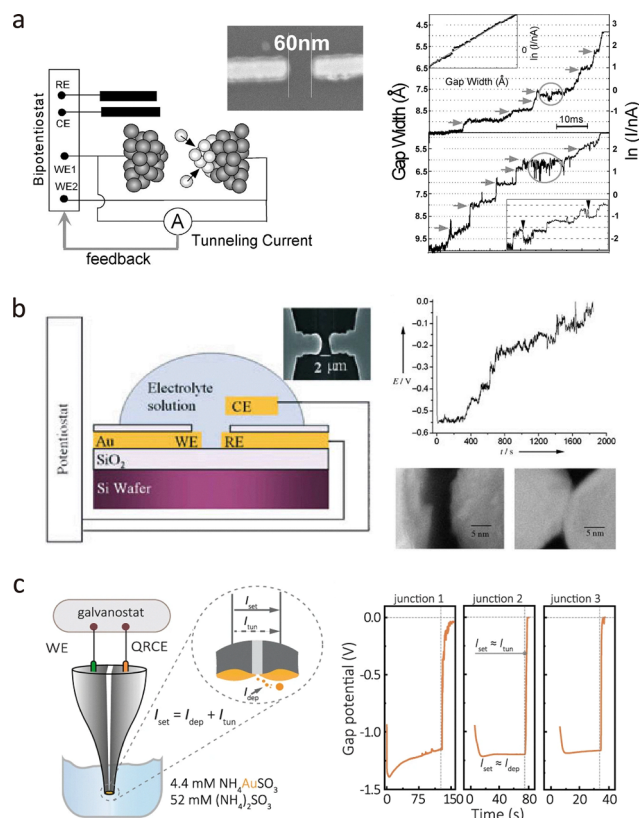 a
60nm
RE
CE
WE1
WE2
Bipotentiostat
A
Tunneling Current
feedback
Gap Width (Å)
5.5
6.5
7.5
8.5
5.5
6.5
7.5
8.5
9.5
Gap Width (Å)
ln (I/nA)
0
10ms
3
2
1
0
-1
-2
2
1
0
-1
-2
ln (I/nA)
b
Potentiostat
Electrolyte
solution
CE
Au
WE
RE
SiO2
Si Wafer
2 μm
E / V
0.0
−0.1
−0.2
−0.3
−0.4
−0.5
−0.6
0 400 800 1200 1600 2000
t / s
5 nm
5 nm
c
galvanostat
WE
QRCE
Iset
Itun
Idep
Iset = Idep + Itun
4.4 mM NH4AuSO3
52 mM (NH4)2SO3
junction 1
junction 2
junction 3
Gap potential (V)
0.0
-0.5
-1.0
-1.5
Iset ≈ Itun
Iset ≈ Idep
0 75 150
0 40 80
0 20 40
Time (s)